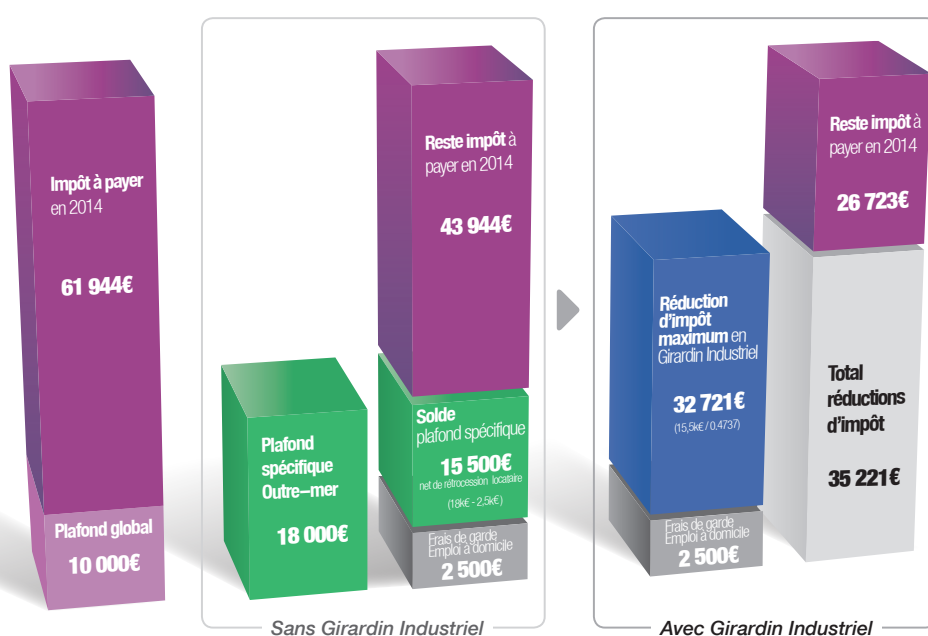 Impôt à payer
en 2014
61 944€
Plafond global
10 000€
Plafond
spécifique
Outre–mer
18 000€
Reste impôt à
payer en 2014
43 944€
Solde
plafond spécifique
15 500€
net de rétrocession locataire
(18k€ - 2,5k€)
Frais de garde
Emploi à domicile
2 500€
Sans Girardin Industriel
Réduction
d'impôt
maximum en
Girardin Industriel
32 721€
(15,5k€ / 0.4737)
Frais de garde
Emploi à domicile
2 500€
Reste impôt à
payer en 2014
26 723€
Total
réductions
d'impôt
35 221€
Avec Girardin Industriel